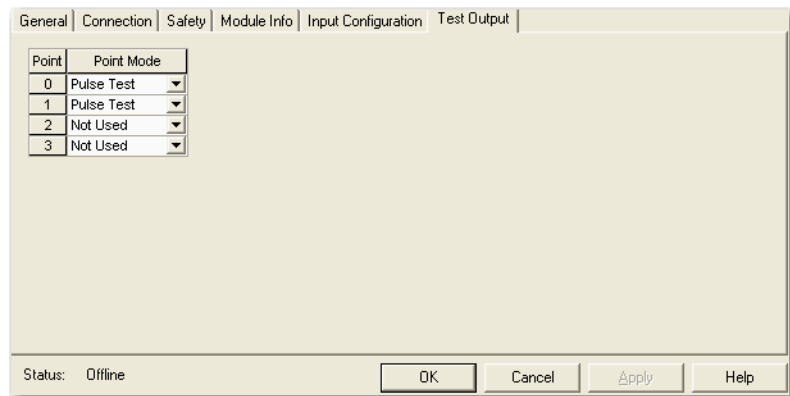 General Connection Safety Module Info Input Configuration Test Output
Point Point Mode
0 Pulse Test
1 Pulse Test
2 Not Used
3 Not Used
Status: Offline OK Cancel Apply Help